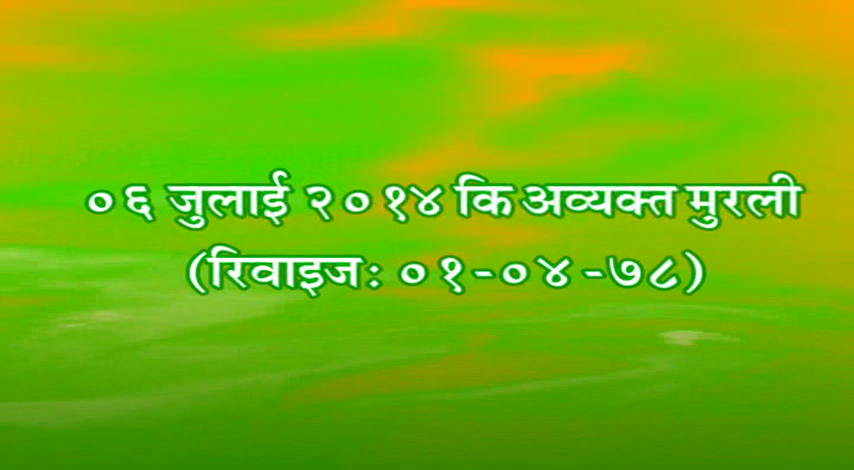 ०६ जुलाई २०१४ कि अव्यक्त मुरली
(रिवाइज: ०१-०४-७८)